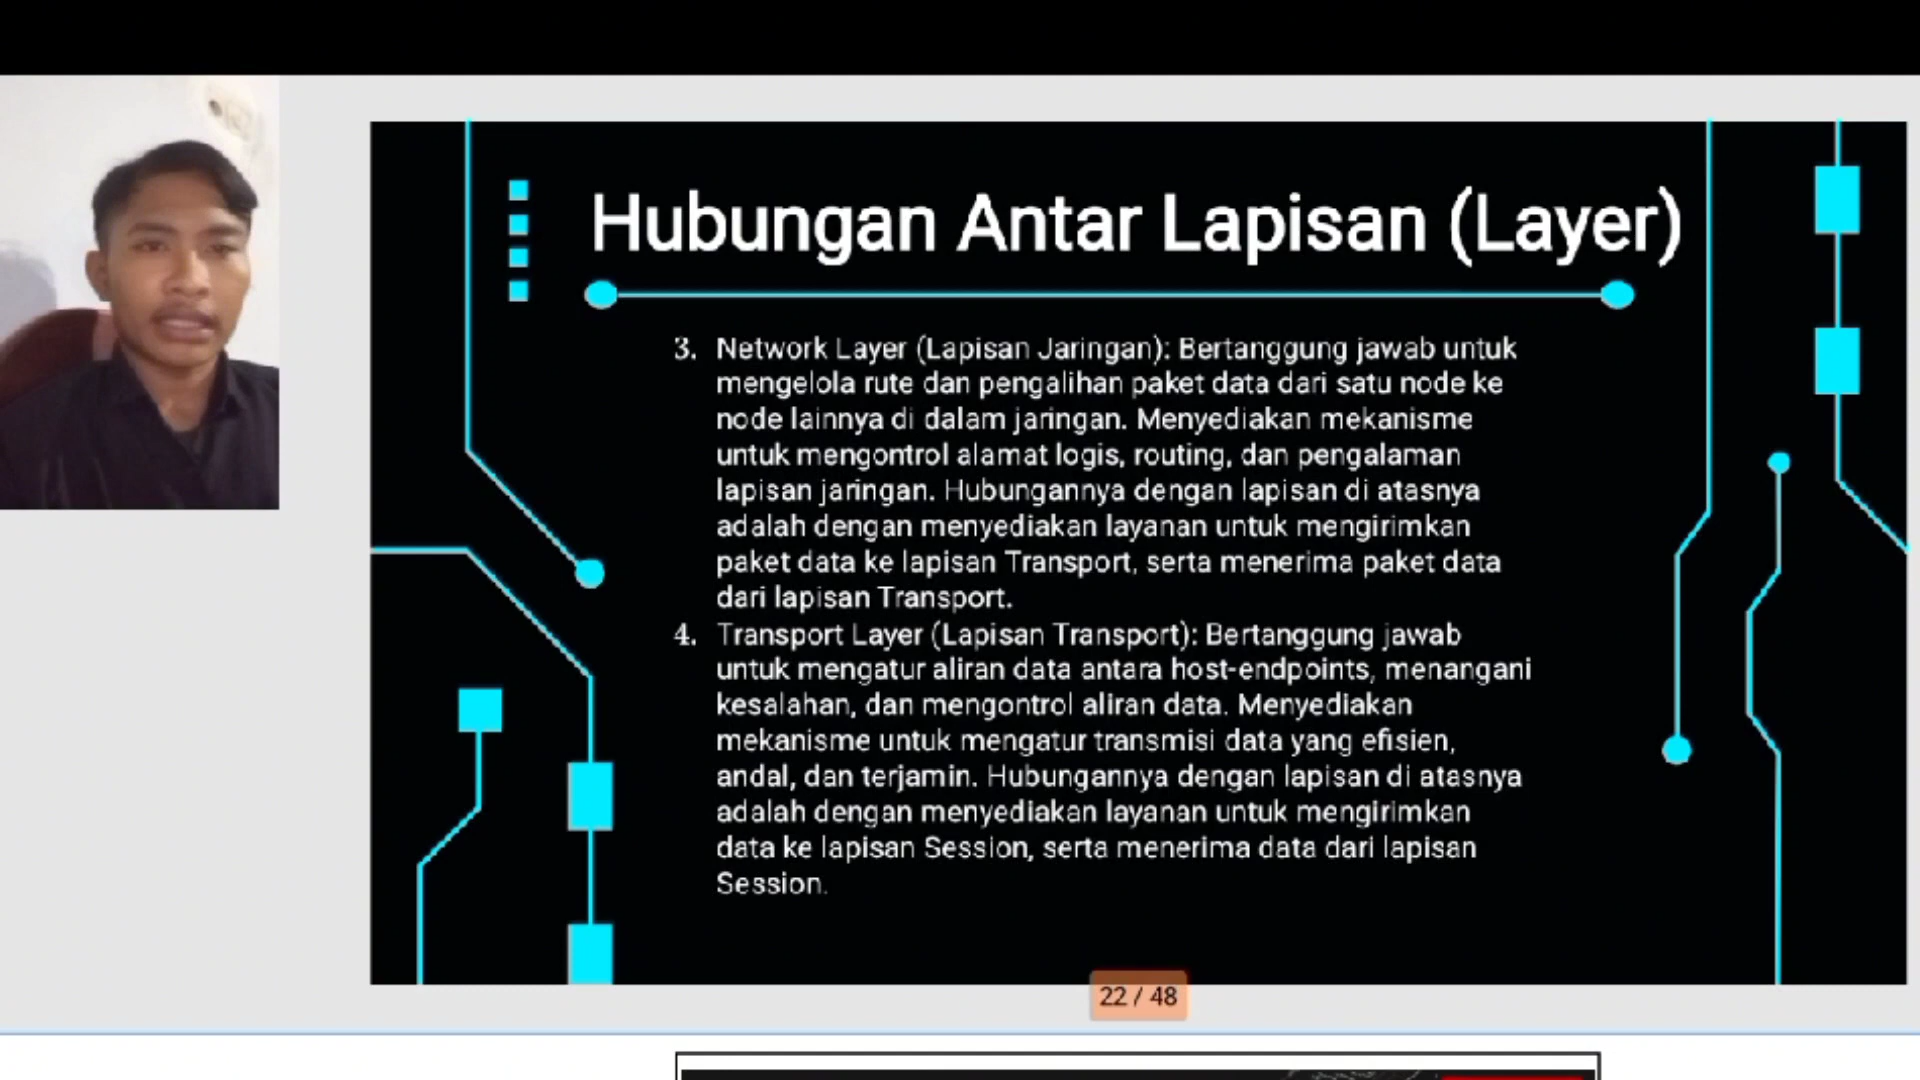 Hubungan Antar Lapisan (Layer)
3. Network Layer (Lapisan Jaringan): Bertanggung jawab untuk
mengelola rute dan pengalihan paket data dari satu node ke
node lainnya di dalam jaringan. Menyediakan mekanisme
untuk mengontrol alamat logis, routing, dan pengalaman
lapisan jaringan. Hubungannya dengan lapisan di atasnya
adalah dengan menyediakan layanan untuk mengirimkan
paket data ke lapisan Transport, serta menerima paket data
dari lapisan Transport.
4. Transport Layer (Lapisan Transport): Bertanggung jawab
untuk mengatur aliran data antara host-endpoints, menangani
kesalahan, dan mengontrol aliran data. Menyediakan
mekanisme untuk mengatur transmisi data yang efisien,
andal, dan terjamin. Hubungannya dengan lapisan di atasnya
adalah dengan menyediakan layanan untuk mengirimkan
data ke lapisan Session, serta menerima data dari lapisan
Session.
22 / 48